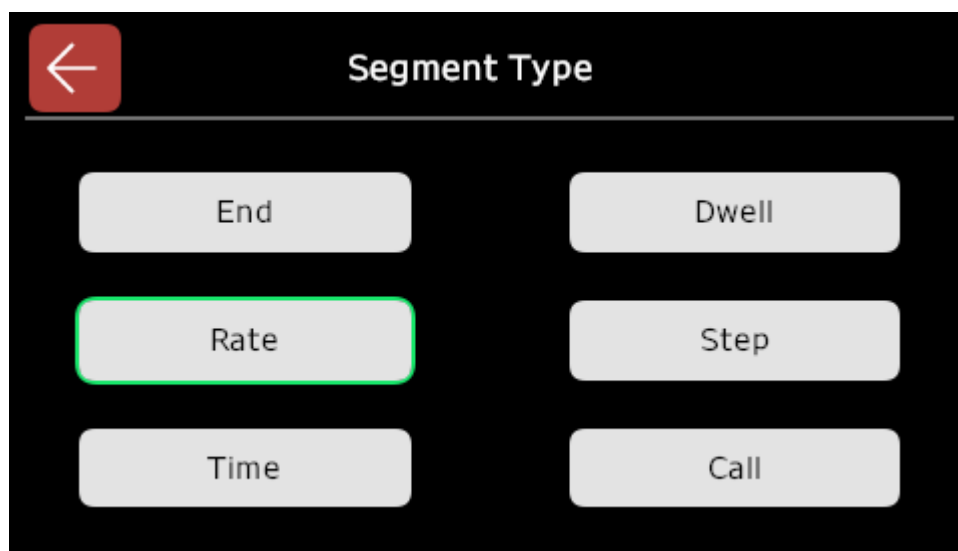 Segment Type
End
Dwell
Rate
Step
Time
Call